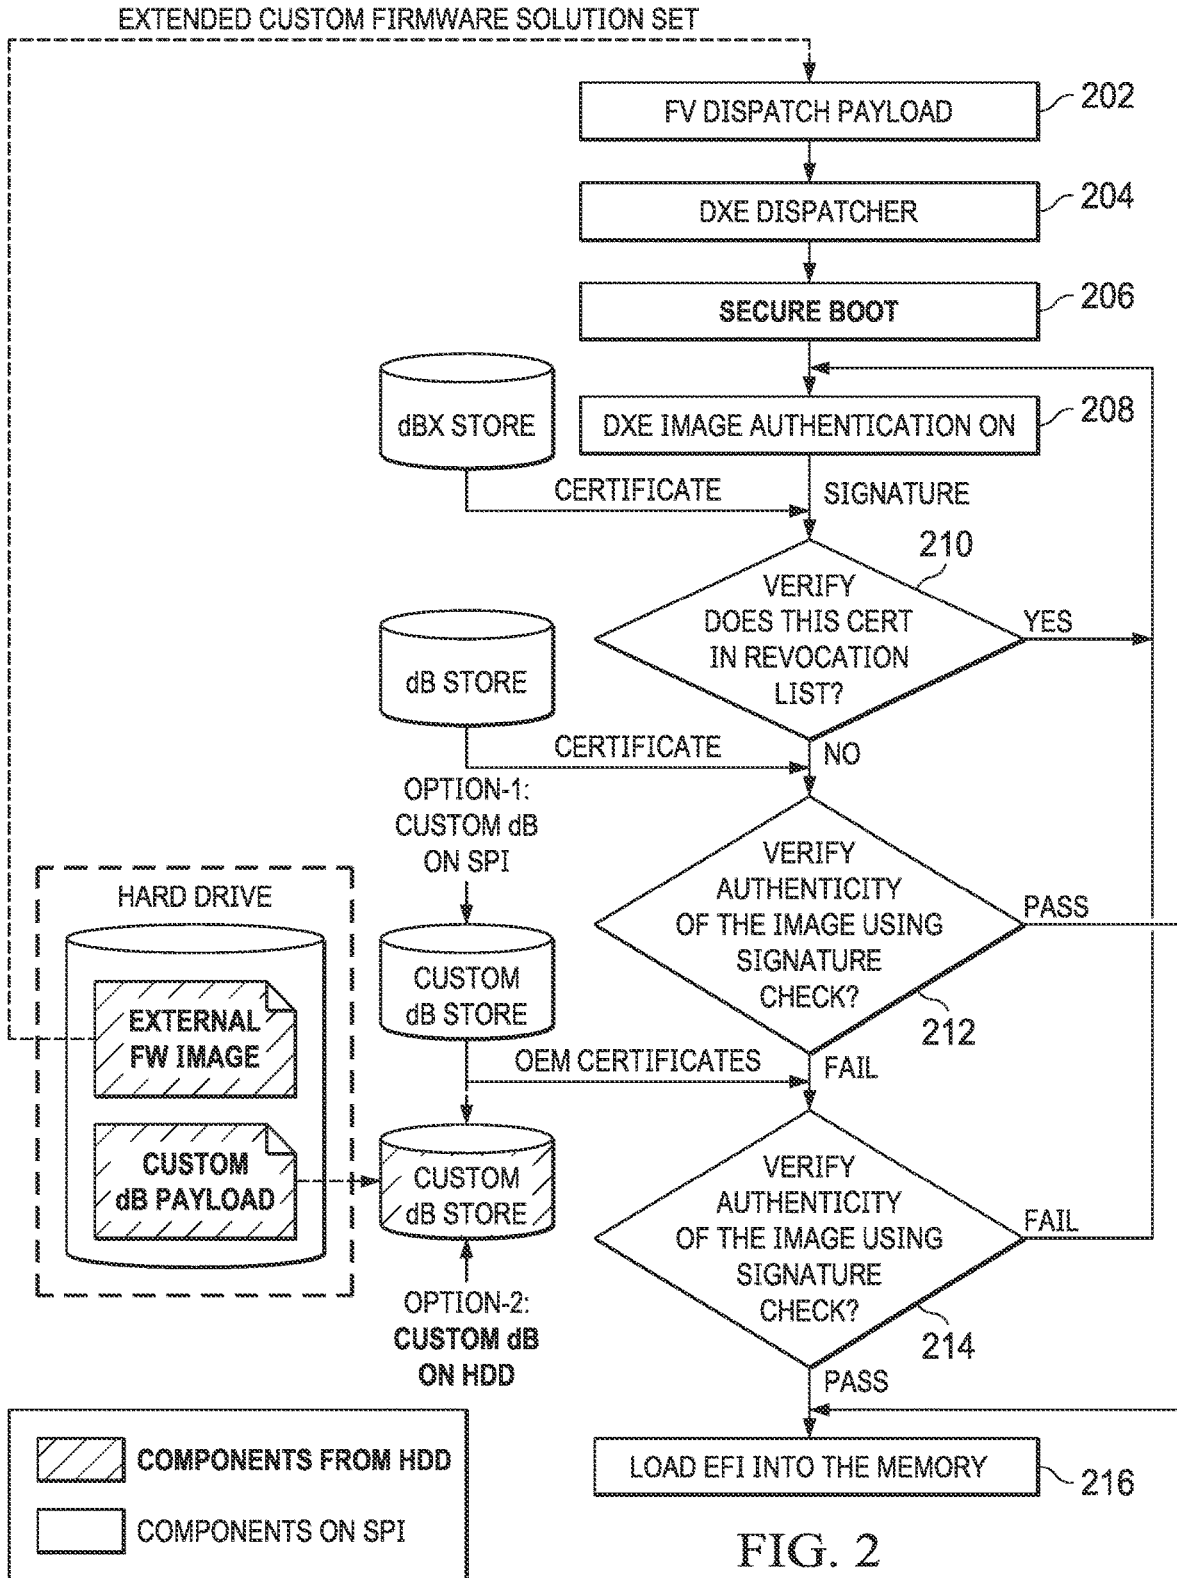 EXTENDED CUSTOM FIRMWARE SOLUTION SET
FV DISPATCH PAYLOAD
202
DXE DISPATCHER
204
SECURE BOOT
206
dBX STORE
DXE IMAGE AUTHENTICATION ON
208
CERTIFICATE
SIGNATURE
210
VERIFY
DOES THIS CERT
IN REVOCATION
LIST?
YES
dB STORE
CERTIFICATE
NO
OPTION-1:
CUSTOM dB
ON SPI
VERIFY
AUTHENTICITY
OF THE IMAGE USING
SIGNATURE
CHECK?
PASS
212
HARD DRIVE
EXTERNAL
FW IMAGE
CUSTOM
dB STORE
OEM CERTIFICATES
FAIL
CUSTOM
dB PAYLOAD
CUSTOM
dB STORE
VERIFY
AUTHENTICITY
OF THE IMAGE USING
SIGNATURE
CHECK?
FAIL
214
OPTION-2:
CUSTOM dB
ON HDD
PASS
LOAD EFI INTO THE MEMORY
216
COMPONENTS FROM HDD
COMPONENTS ON SPI
FIG. 2